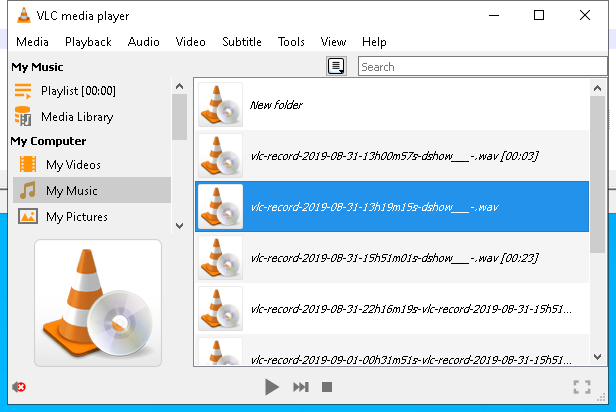 VLC media player
Media Playback Audio Video Subtitle Tools View Help
My Music
Search
Playlist [00:00]
Media Library
My Computer
My Videos
My Music
My Pictures
New folder
vlc-record-2019-08-31-13h00m57s-dshow___-.wav [00:03]
vlc-record-2019-08-31-13h19m15s-dshow___-.wav
vlc-record-2019-08-31-15h51m01s-dshow___-.wav [00:23]
vlc-record-2019-08-31-22h16m19s-vlc-record-2019-08-31-15h51...
vlc-record-2019-09-01-00h31m51s-vlc-record-2019-08-31-15h51...